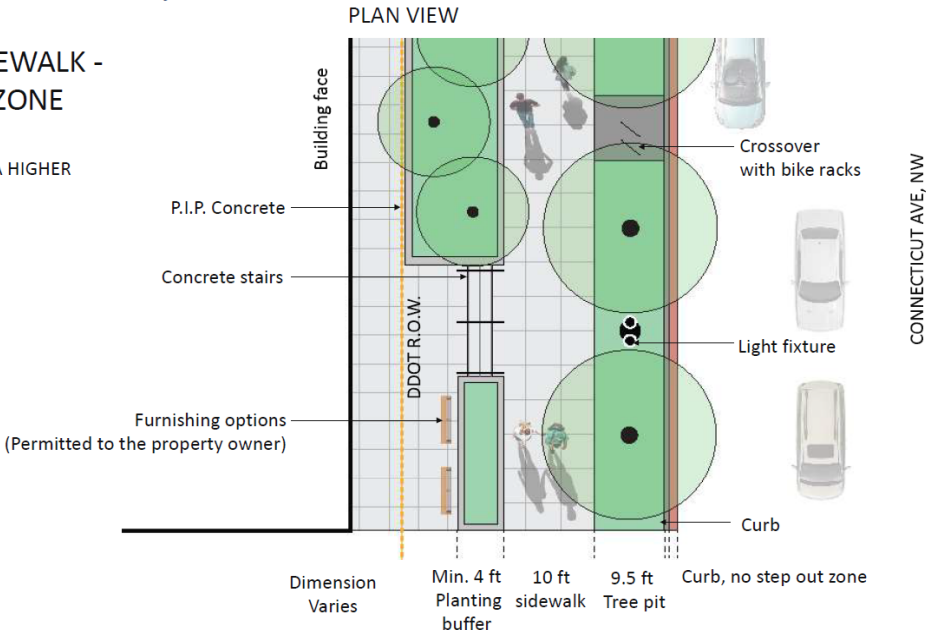 PLAN VIEW
EWALK -
ZONE
A HIGHER
Building face
P.I.P. Concrete
Concrete stairs
DDOT R.O.W.
Furnishing options
(Permitted to the property owner)
Crossover
with bike racks
CONNECTICUT AVE, NW
Light fixture
Curb
Dimension
Varies
Min. 4 ft
Planting
buffer
10 ft
sidewalk
9.5 ft
Tree pit
Curb, no step out zone